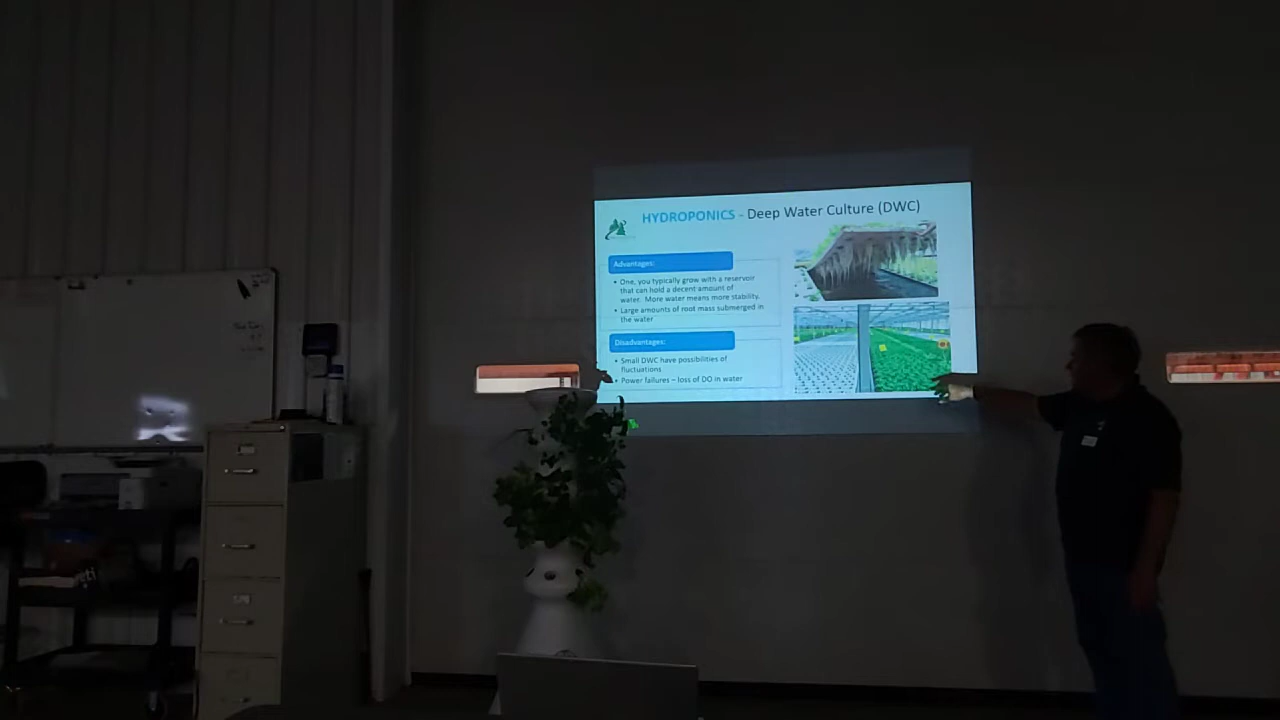 HYDROPONICS - Deep Water Culture (DWC)
Advantages:
• One, you typically grow with a reservoir
that can hold a decent amount of
water. More water means more stability.
• Large amounts of root mass submerged in
the water
Disadvantages:
• Small DWC have possibilities of
fluctuations
• Power failures – loss of DO in water